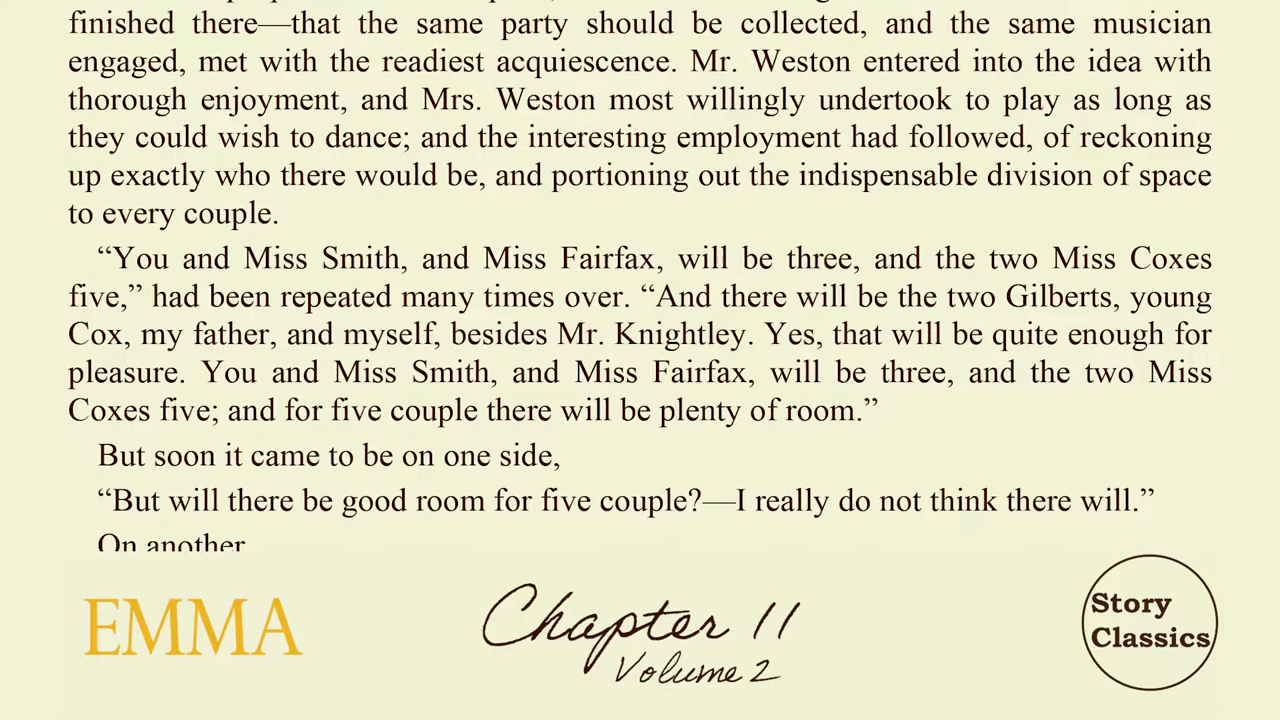 finished there—that the same party should be collected, and the same musician
engaged, met with the readiest acquiescence. Mr. Weston entered into the idea with
thorough enjoyment, and Mrs. Weston most willingly undertook to play as long as
they could wish to dance; and the interesting employment had followed, of reckoning
up exactly who there would be, and portioning out the indispensable division of space
to every couple.
“You and Miss Smith, and Miss Fairfax, will be three, and the two Miss Coxes
five,” had been repeated many times over. “And there will be the two Gilberts, young
Cox, my father, and myself, besides Mr. Knightley. Yes, that will be quite enough for
pleasure. You and Miss Smith, and Miss Fairfax, will be three, and the two Miss
Coxes five; and for five couple there will be plenty of room.”
But soon it came to be on one side,
“But will there be good room for five couple?—I really do not think there will.”
On another
EMMA
Chapter 11
Volume 2
Story
Classics